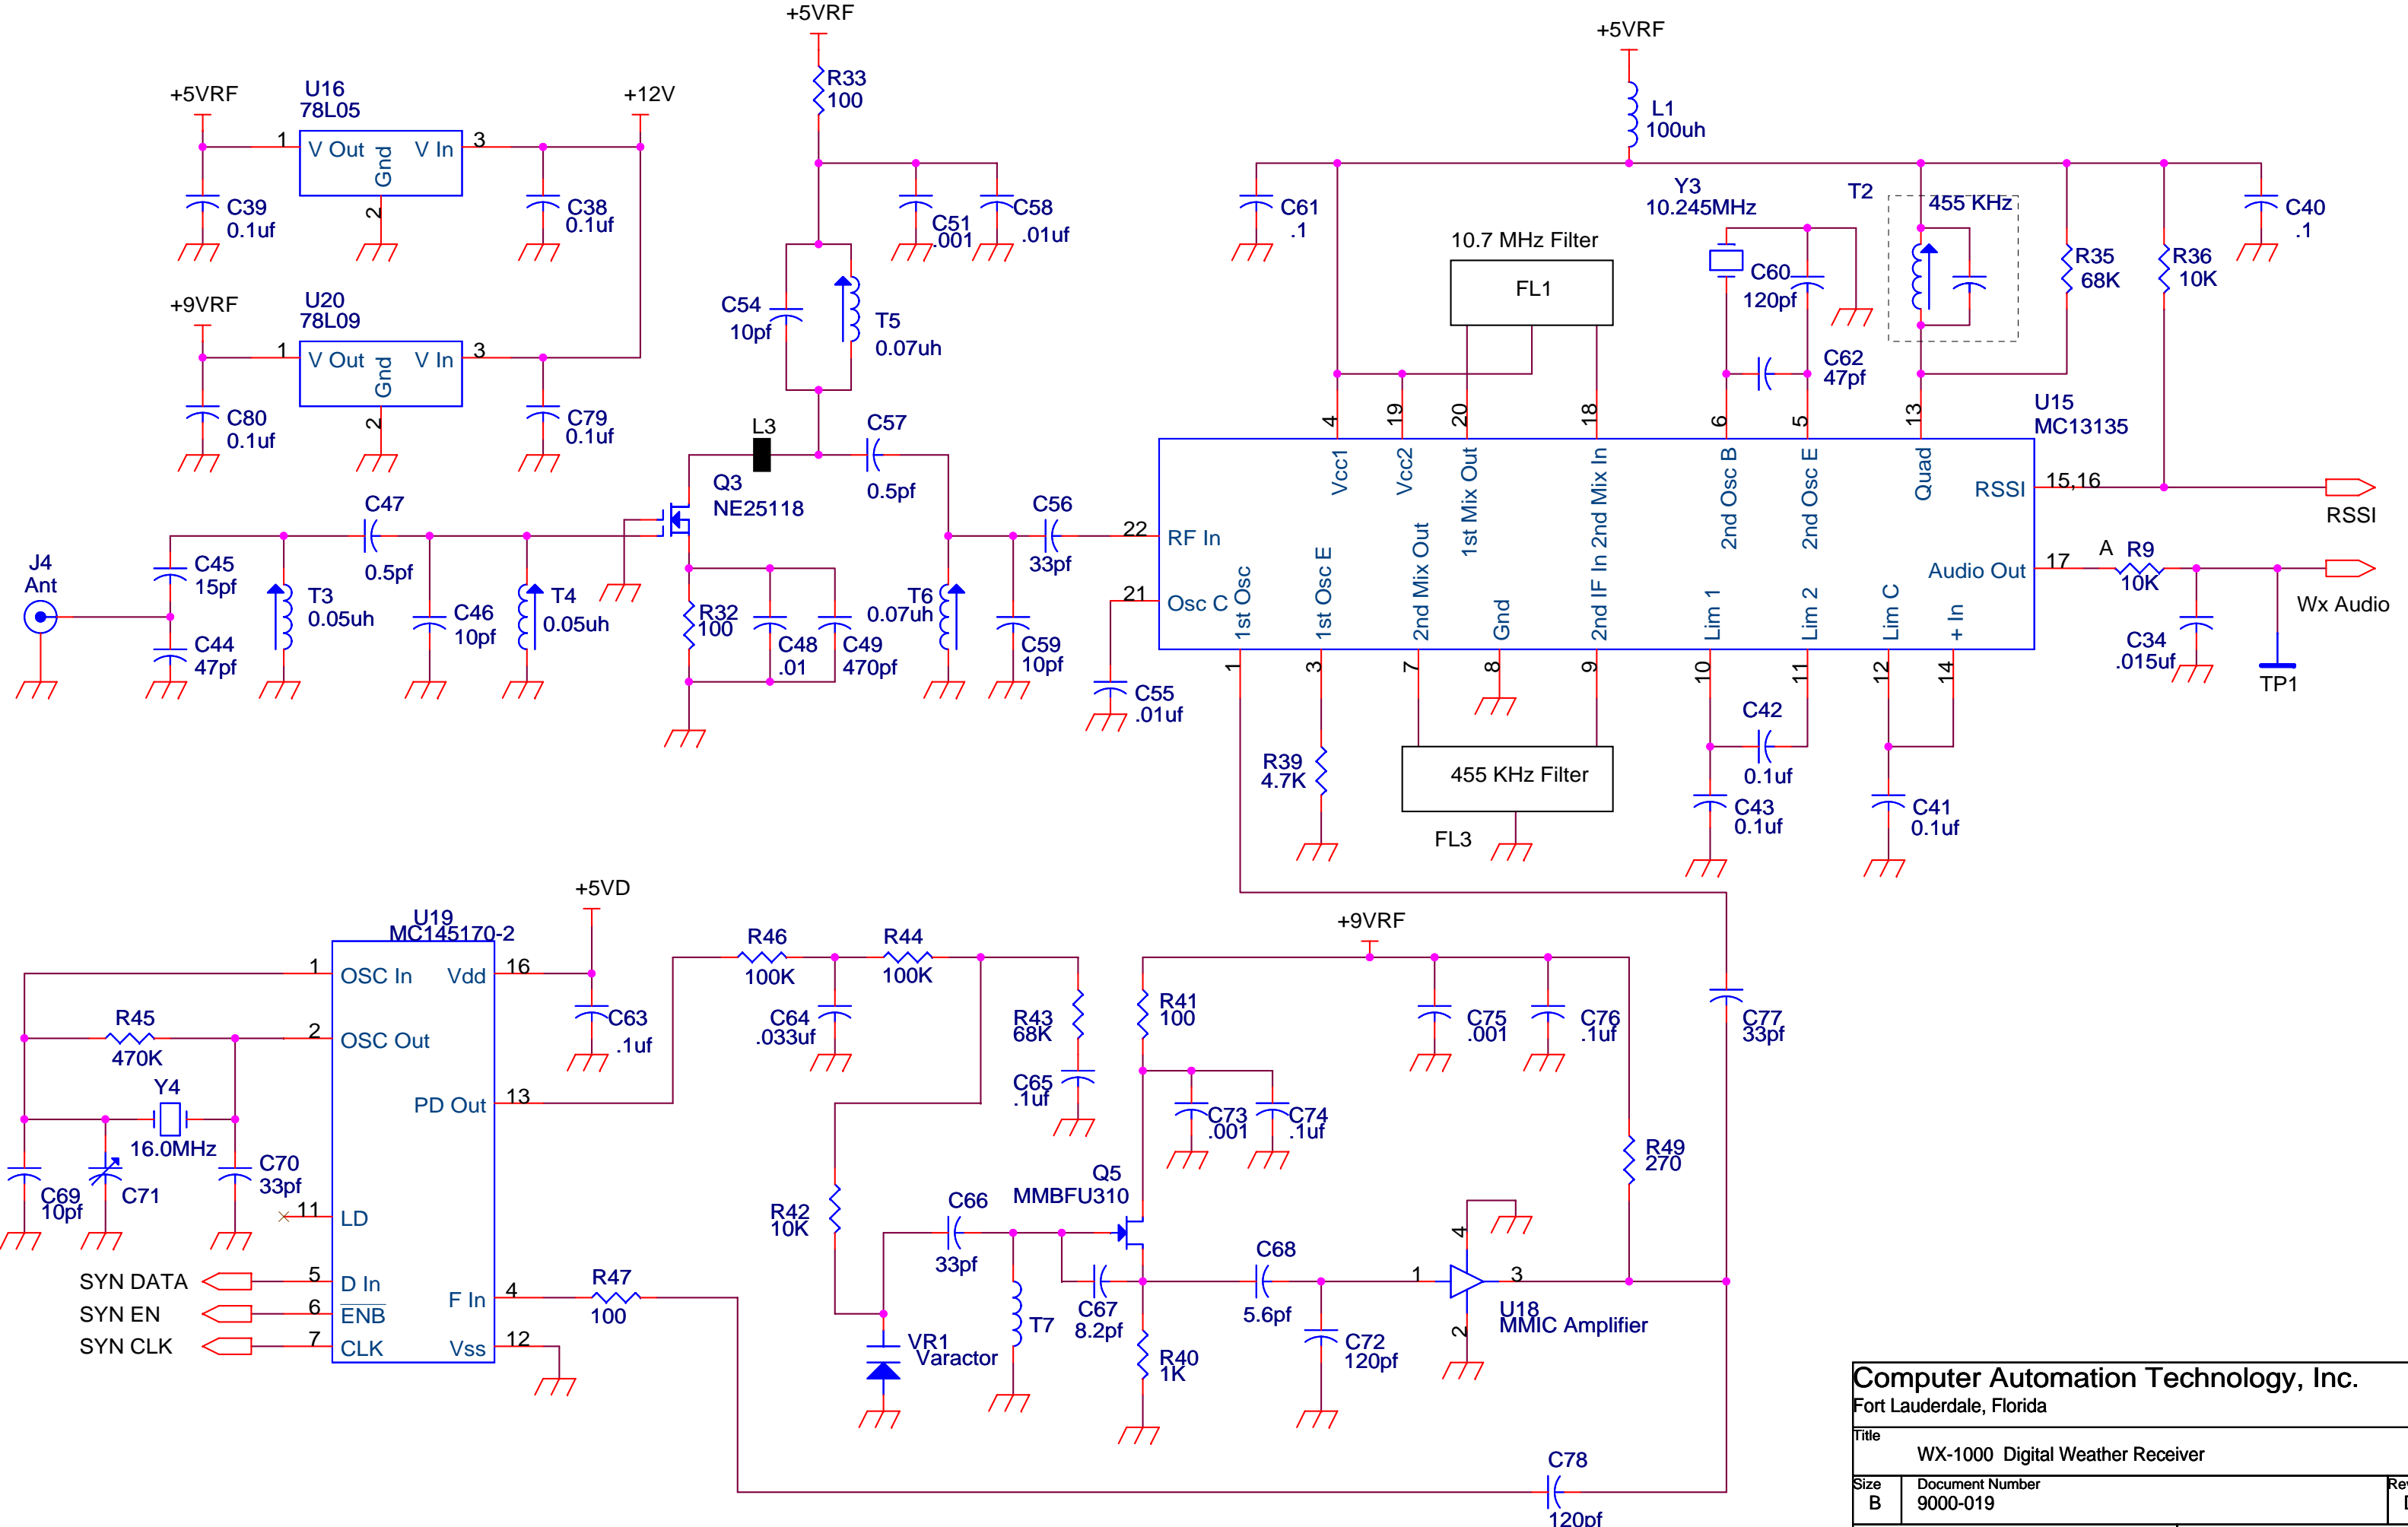 +5VRF
R33
100
+5VRF
L1
100uh
U16
78L05
+5VRF
+12V
1
V Out
Gnd
V In
3
2
C39
0.1uf
C38
0.1uf
U20
78L09
+9VRF
1
V Out
Gnd
V In
3
2
C80
0.1uf
C79
0.1uf
C51
.001
C58
.01uf
C54
10pf
T5
0.07uh
L3
C57
0.5pf
Q3
NE25118
C47
0.5pf
J4
Ant
C45
15pf
C44
47pf
T3
0.05uh
C46
10pf
T4
0.05uh
R32
100
C48
.01
C49
470pf
T6
0.07uh
C59
10pf
C56
33pf
C55
.01uf
C61
.1
10.7 MHz Filter
FL1
Y3
10.245MHz
C60
120pf
C62
47pf
T2
455 KHz
R35
68K
R36
10K
C40
.1
U15
MC13135
4
19
20
18
6
5
13
Vcc1
Vcc2
1st Mix Out
2nd Mix In
2nd Osc B
2nd Osc E
Quad
RSSI
15,16
RSSI
22
RF In
21
Osc C
1st Osc
1st Osc E
2nd Mix Out
Gnd
2nd IF In
Lim 1
Lim 2
Lim C
+ In
Audio Out
17
A
R9
10K
Wx Audio
C34
.015uf
TP1
1
3
7
8
9
10
11
12
14
R39
4.7K
455 KHz Filter
FL3
C42
0.1uf
C43
0.1uf
C41
0.1uf
U19
MC145170-2
+5VD
1
OSC In
Vdd
16
2
OSC Out
PD Out
13
11
LD
5
D In
6
ENB
7
CLK
F In
4
Vss
12
R45
470K
Y4
16.0MHz
C69
10pf
C71
C70
33pf
SYN DATA
SYN EN
SYN CLK
C63
.1uf
R46
100K
R44
100K
C64
.033uf
R43
68K
C65
.1uf
R47
100
R42
10K
VR1
Varactor
C66
33pf
T7
C67
8.2pf
Q5
MMBFU310
R41
100
C73
.001
C74
.1uf
R40
1K
C68
5.6pf
C72
120pf
+9VRF
C75
.001
C76
.1uf
R49
270
C77
33pf
1
3
4
2
U18
MMIC Amplifier
C78
120pf
Computer Automation Technology, Inc.
Fort Lauderdale, Florida
Title
WX-1000 Digital Weather Receiver
Size
B
Document Number
9000-019